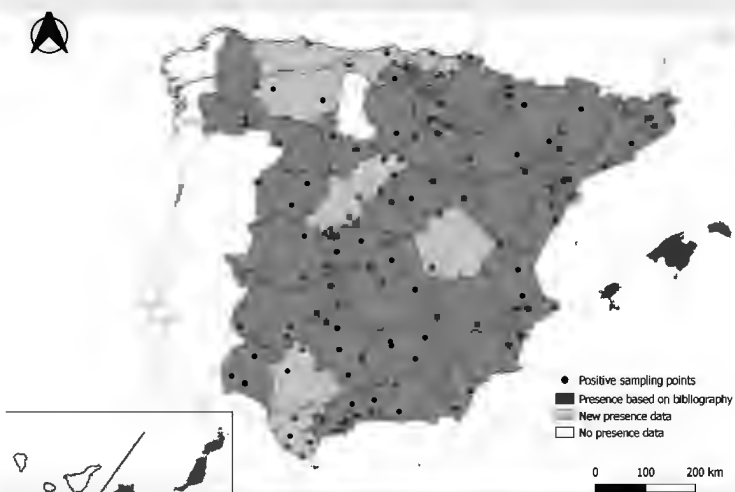 Positive sampling points
Presence based on bibliography
New presence data
No presence data
0 100 200 km